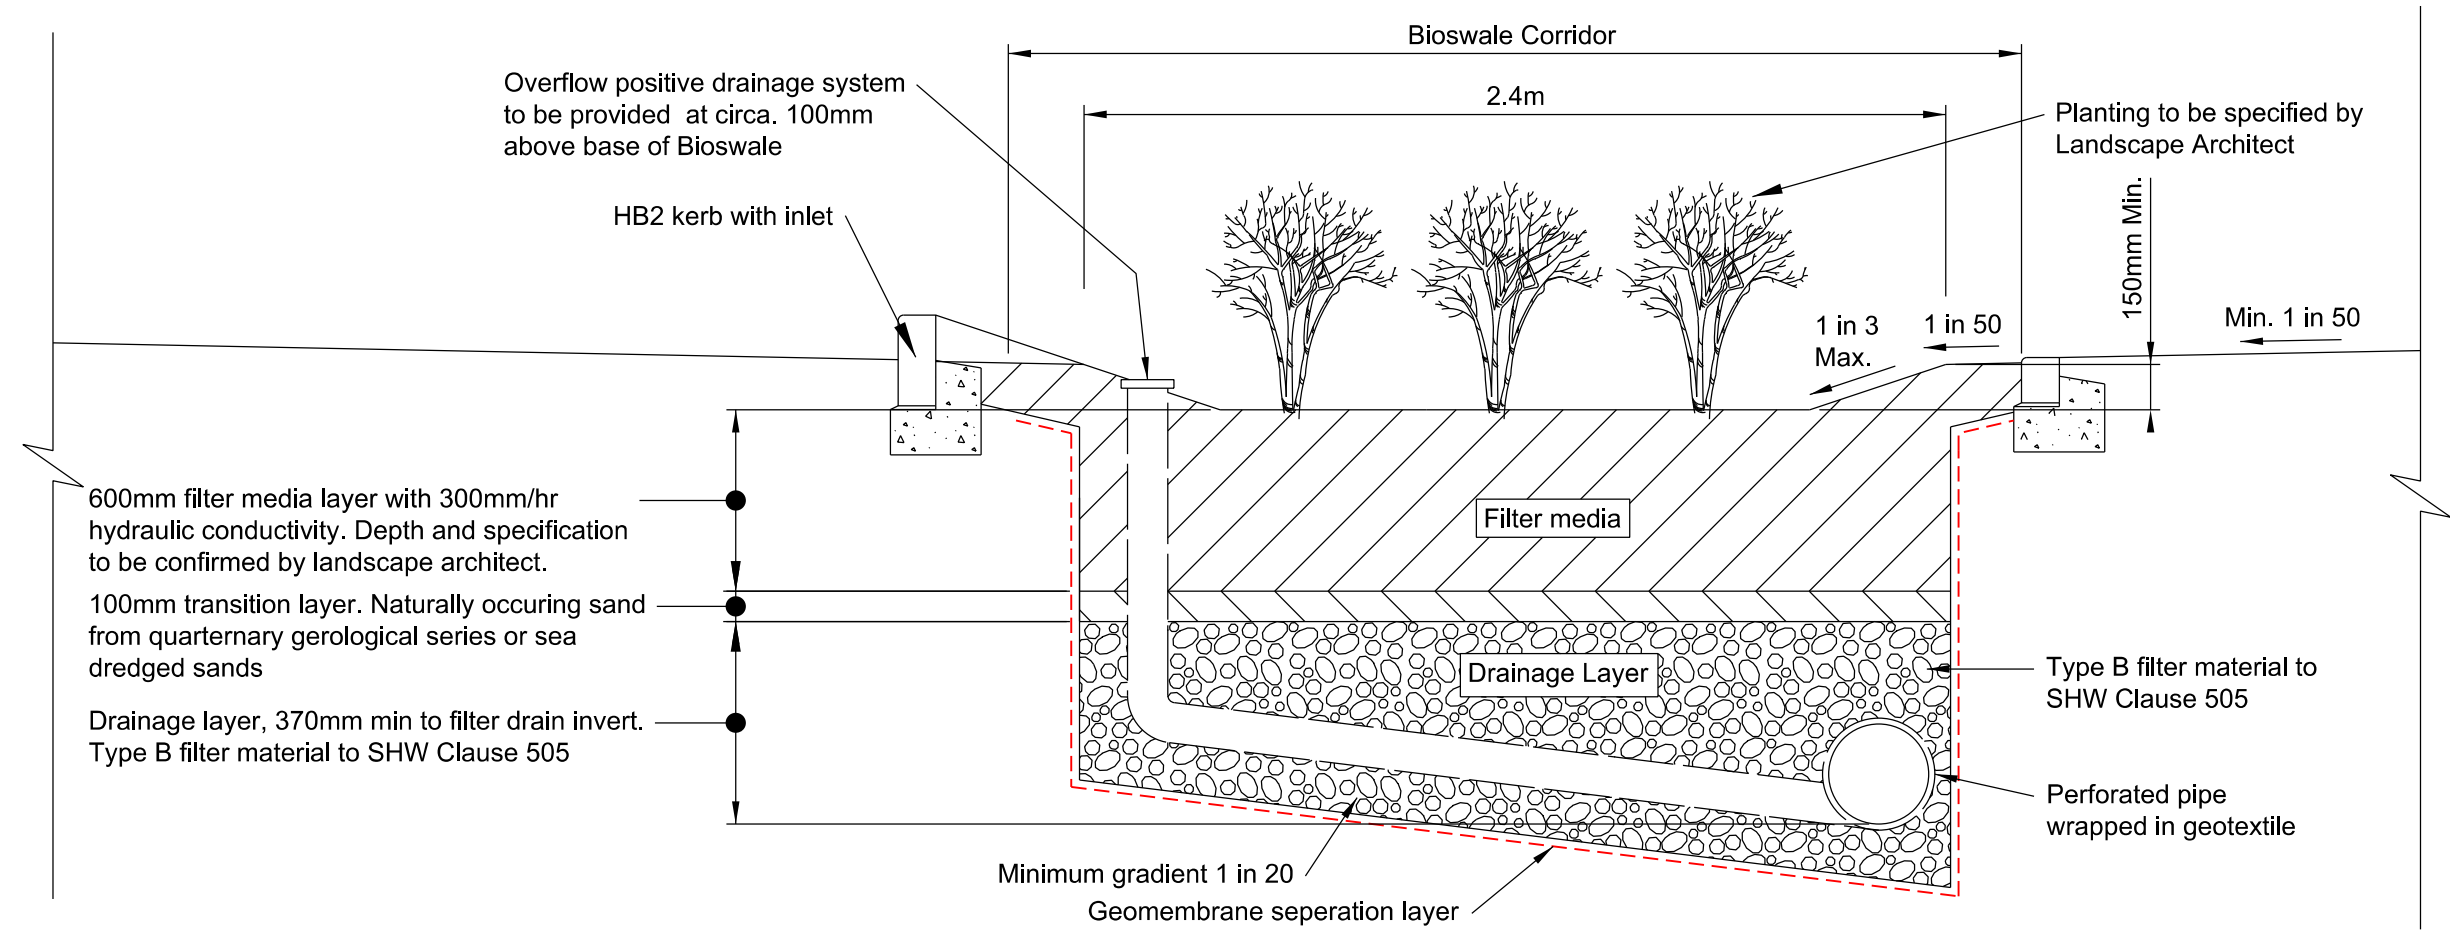 Bioswale Corridor
2.4m
Overflow positive drainage system
to be provided  at circa. 100mm
above base of Bioswale
HB2 kerb with inlet
Planting to be specified by
Landscape Architect
150mm Min.
1 in 3
Max.
1 in 50
Min. 1 in 50
600mm filter media layer with 300mm/hr
hydraulic conductivity. Depth and specification
to be confirmed by landscape architect.
Filter media
100mm transition layer. Naturally occuring sand
from quarternary gerological series or sea
dredged sands
Drainage Layer
Type B filter material to
SHW Clause 505
Drainage layer, 370mm min to filter drain invert.
Type B filter material to SHW Clause 505
Perforated pipe
wrapped in geotextile
Minimum gradient 1 in 20
Geomembrane seperation layer